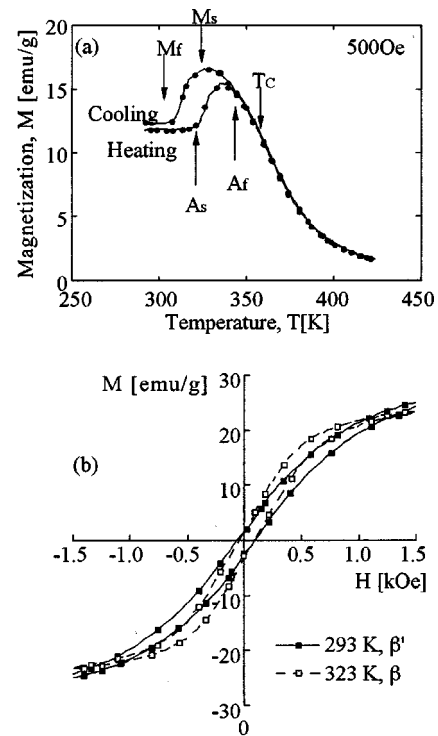 (a)
500Oe
Ms
Mf
Tc
Cooling
Heating
As
Af
Magnetization, M [emu/g]
20
15
10
5
0
250
300
350
400
450
Temperature, T[K]
M [emu/g]
30
(b)
20
10
-1.5
-1.0
-0.5
0.5
1.0
1.5
H [kOe]
-10
-20
-30
0
293 K, β'
323 K, β